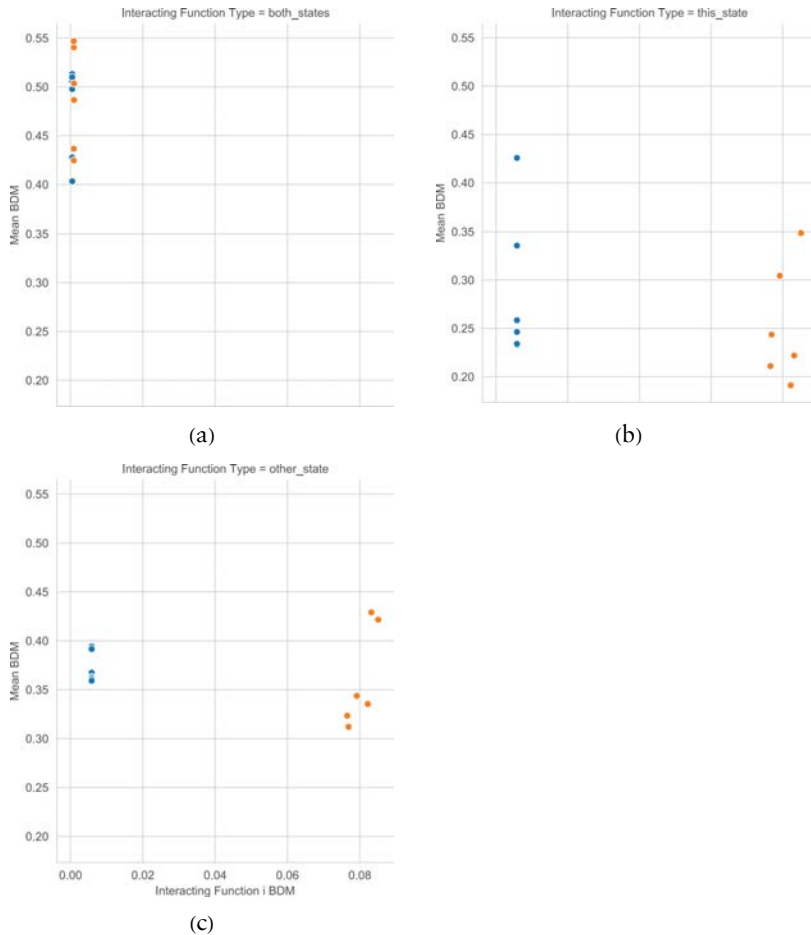 Interacting Function Type = both_states
0.55
0.50
0.45
0.40
0.35
0.30
0.25
0.20
Mean BDM
(a)
Interacting Function Type = this_state
0.55
0.50
0.45
0.40
0.35
0.30
0.25
0.20
Mean BDM
(b)
Interacting Function Type = other_state
0.55
0.50
0.45
0.40
0.35
0.30
0.25
0.20
Mean BDM
0.00 0.02 0.04 0.06 0.08
Interacting Function i BDM
(c)